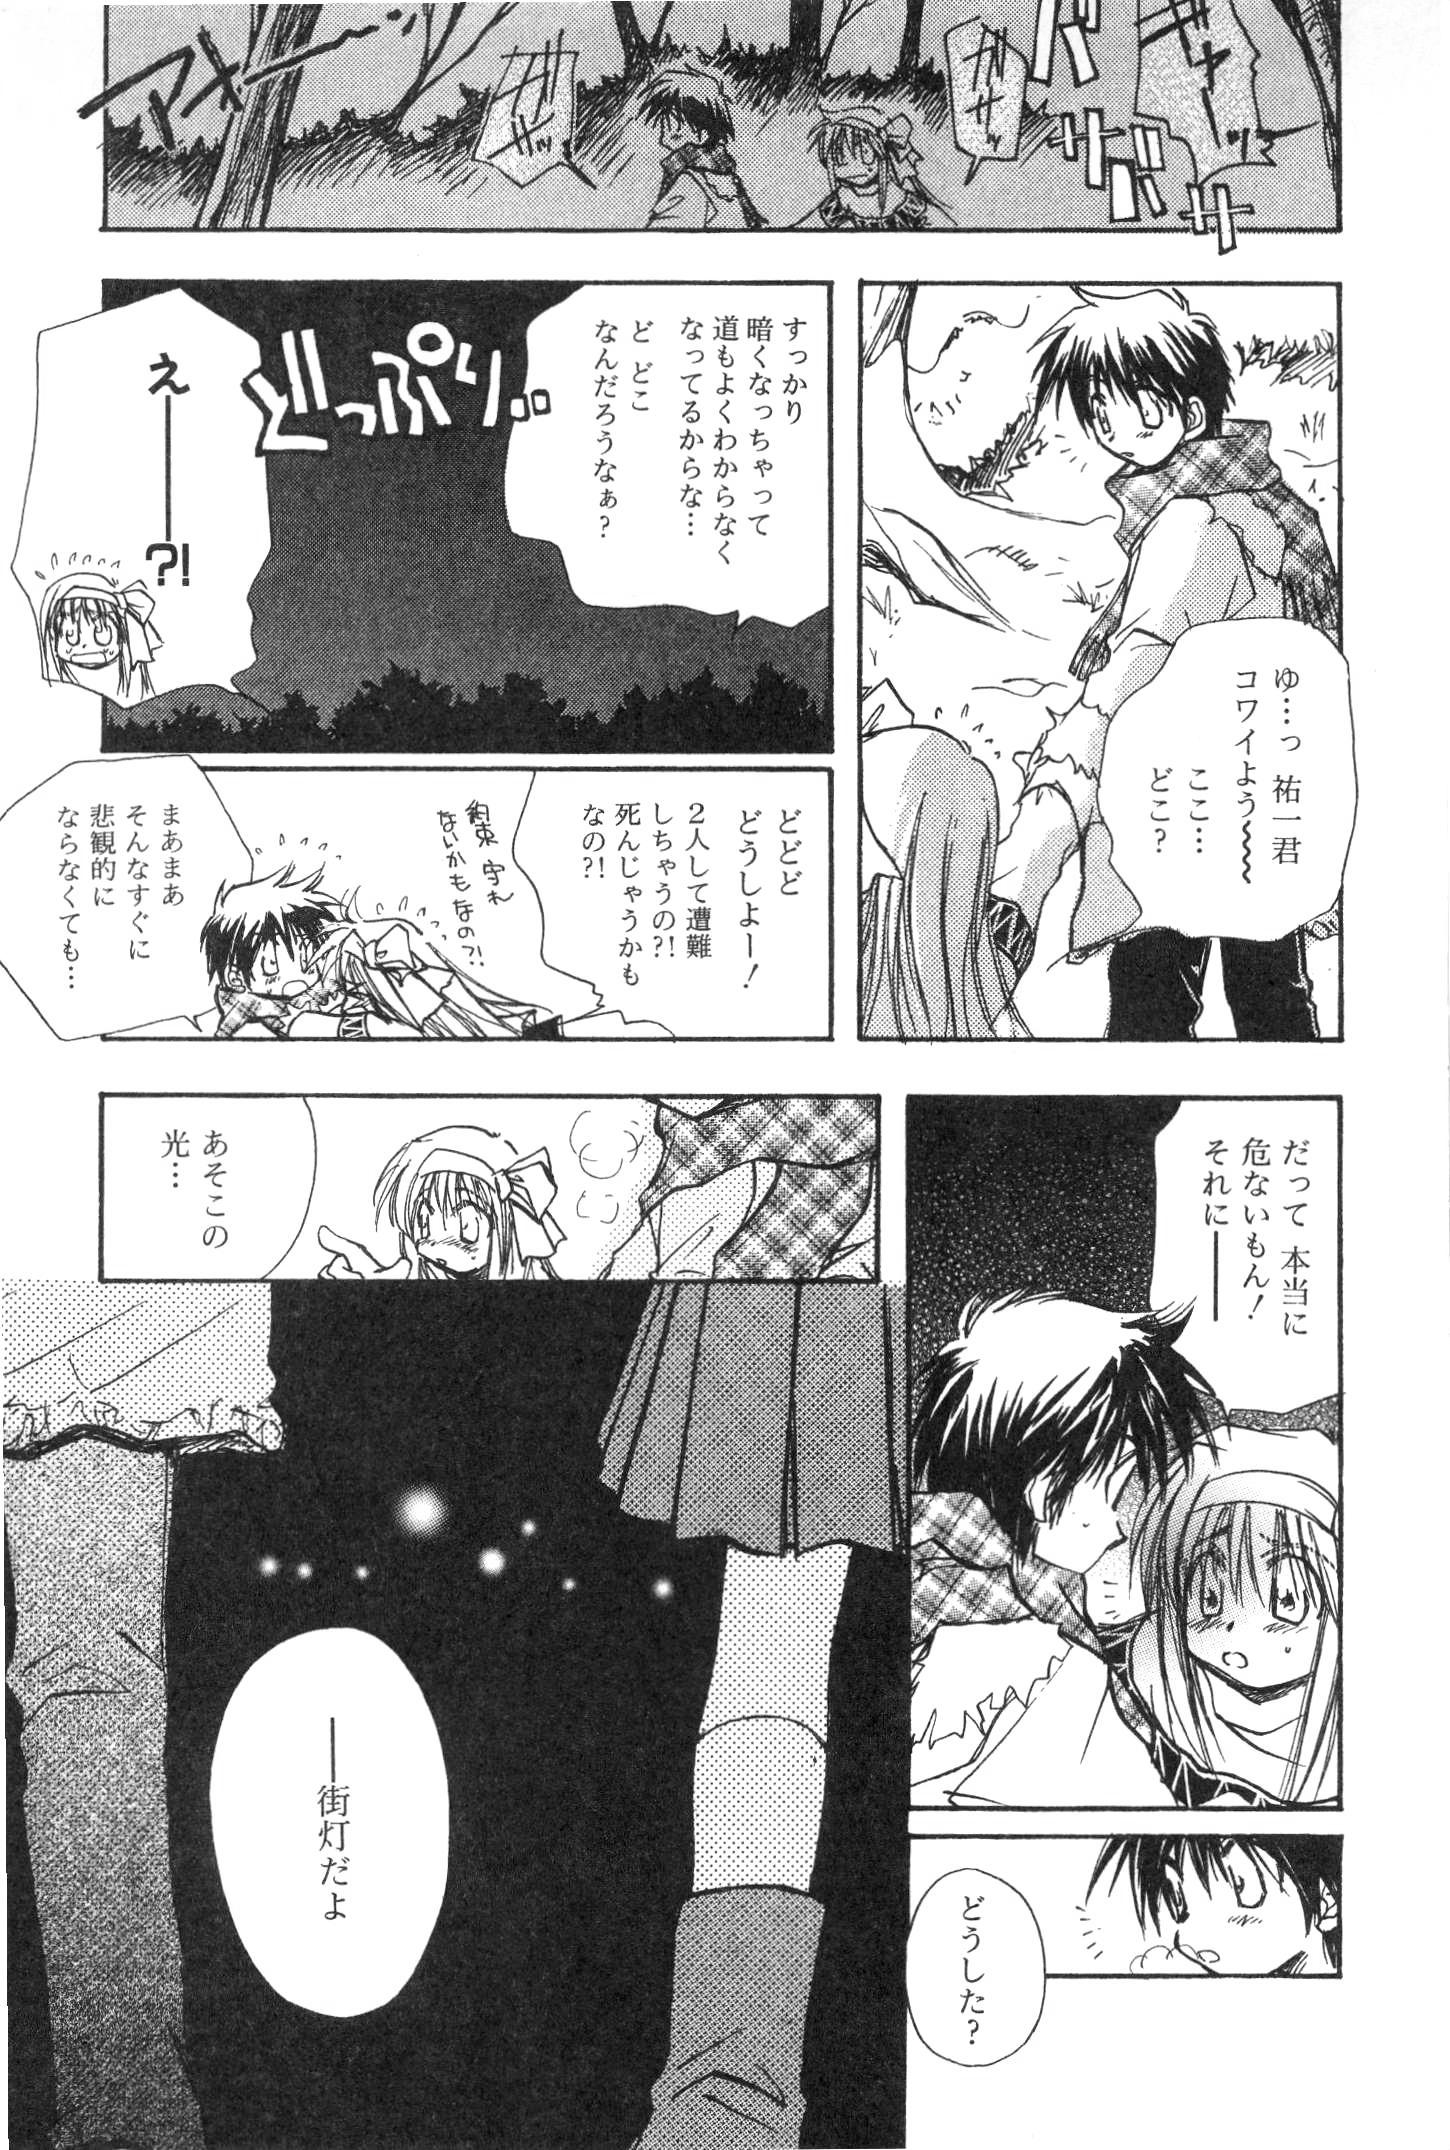 ギャーッ
ザザザザッ
ガサッ
ガサッ
アギャー
ゆ…っ 祐一君
コワイよう〜〜
ここ…
どこ?
すっかり
暗くなっちゃって
道もよくわからなく
なってるからな…
ど どこ
なんだろうなぁ?
どっぷり…
え――?!
どどど
どうしよー!
2人して遭難
しちゃうの?!
死んじゃうかも
なの?!
約束 守れ
ないかもなの?!
まあまあ
そんなすぐに
悲観的に
ならなくても…
だって 本当に
危ないもん!
それに――
どうした?
あそこの
光…
――街灯だよ